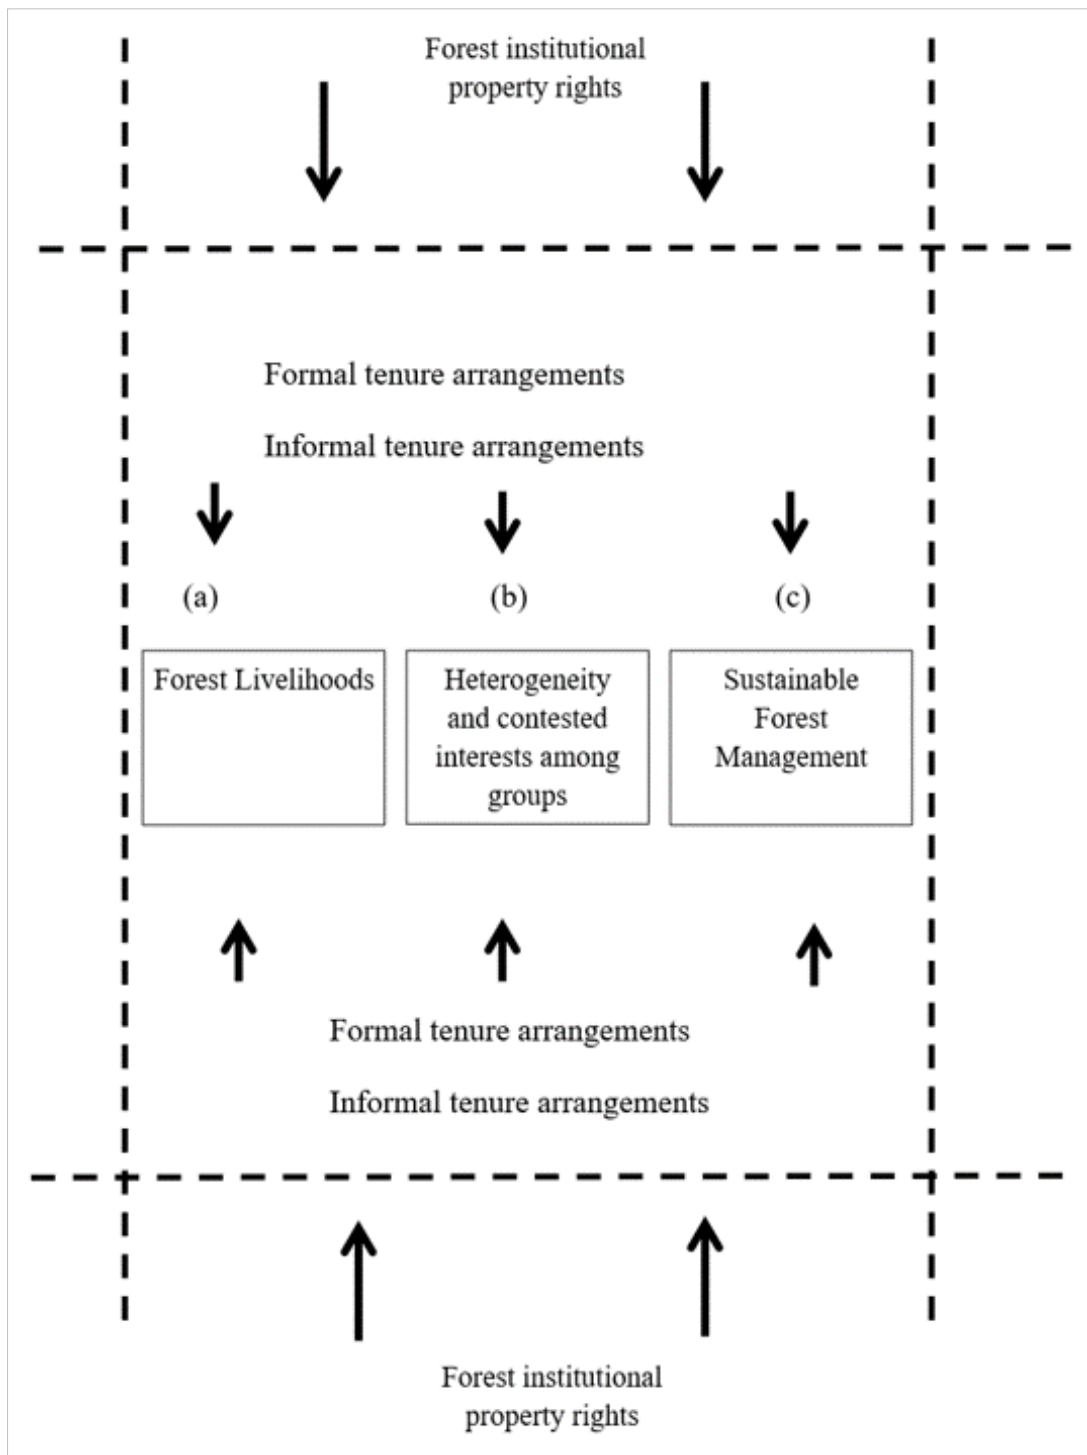 Forest institutional
property rights
Formal tenure arrangements
Informal tenure arrangements
(a)
(b)
(c)
Forest Livelihoods
Heterogeneity
and contested
interests among
groups
Sustainable
Forest
Management
Formal tenure arrangements
Informal tenure arrangements
Forest institutional
property rights